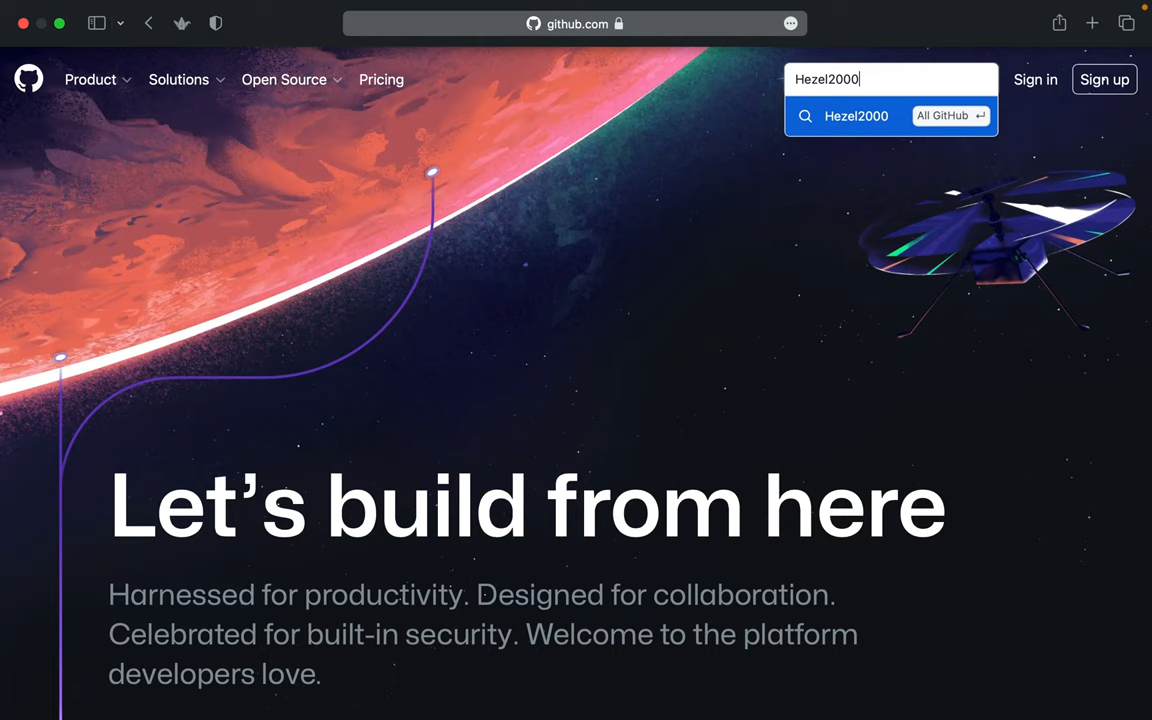 github.com
Product
Solutions
Open Source
Pricing
Hezel2000
Sign in
Sign up
Hezel2000
All GitHub
Let’s build from here
Harnessed for productivity. Designed for collaboration.
Celebrated for built-in security. Welcome to the platform
developers love.